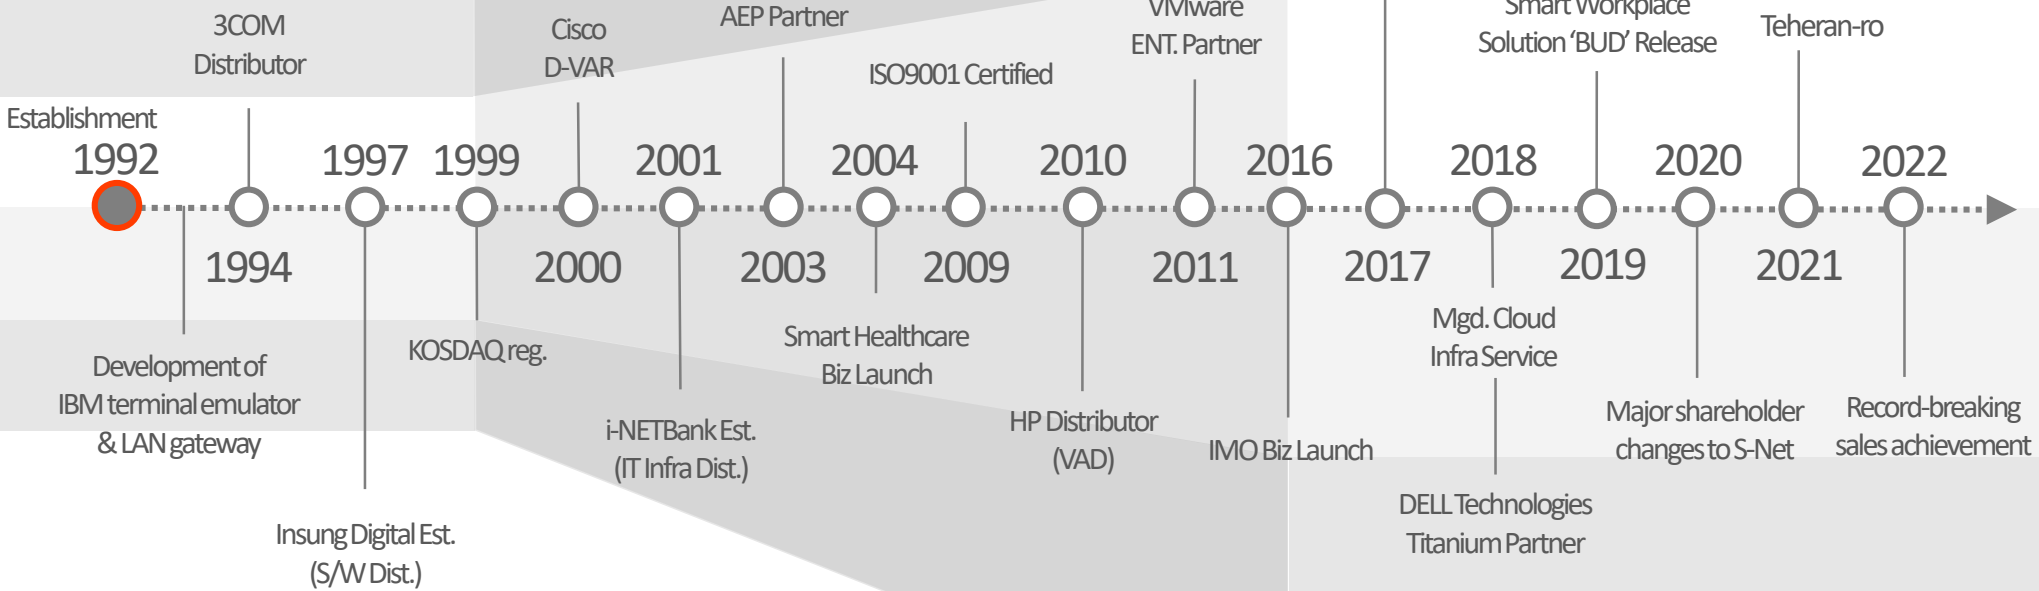 3COM
Distributor
Cisco
D-VAR
AEP Partner
ISO9001 Certified
VMware
ENT. Partner
Smart Workplace
Solution ‘BUD’ Release
Teheran-ro
Establishment
1992
1997
1999
2001
2004
2010
2016
2018
2020
2022
1994
2000
2003
2009
2011
2017
2019
2021
Development of
IBM terminal emulator
& LAN gateway
Insung Digital Est.
(S/W Dist.)
KOSDAQ reg.
i-NETBank Est.
(IT Infra Dist.)
Smart Healthcare
Biz Launch
HP Distributor
(VAD)
IMO Biz Launch
Mgd. Cloud
Infra Service
DELL Technologies
Titanium Partner
Major shareholder
changes to S-Net
Record-breaking
sales achievement